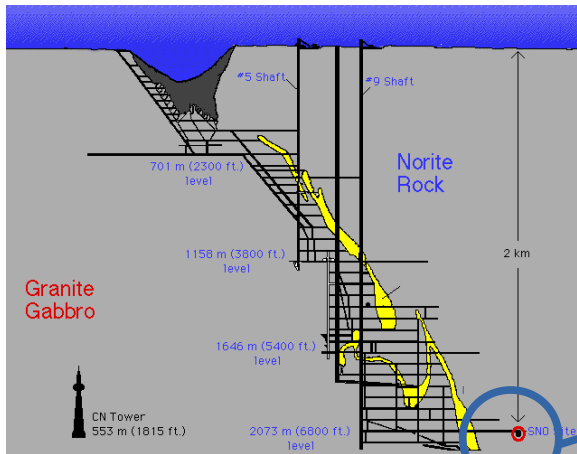 #5 Shaft
#9 Shaft
701 m (2300 ft.)
level
Norite
Rock
2 km
1158 m (3800 ft.)
level
Granite
Gabbro
1646 m (5400 ft.)
level
CN Tower
553 m (1815 ft.)
2073 m (6800 ft.)
level
SNO Site